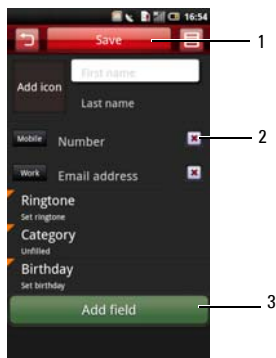 16:54
Save
1
Add icon
First name
Last name
Mobile
Number
2
Work
Email address
Ringtone
Set ringtone
Category
Unfilled
Birthday
Set birthday
Add field
3